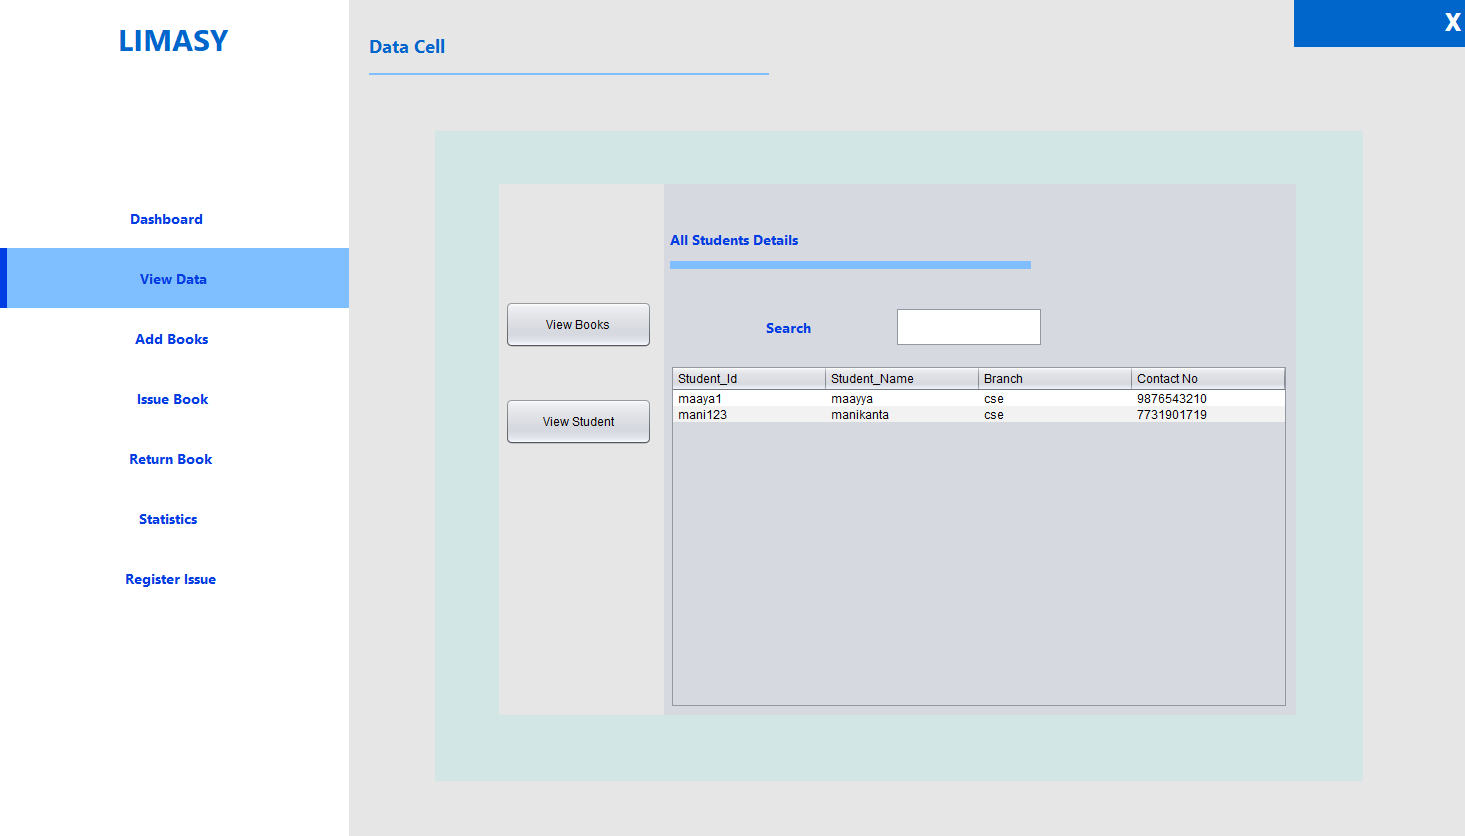 LIMASY
Dashboard
View Data
Add Books
Issue Book
Return Book
Statistics
Register Issue
Data Cell
X
View Books
View Student
All Students Details
Search
Student_Id Student_Name Branch Contact No
maaya1 maayya cse 9876543210
mani123 manikanta cse 7731901719